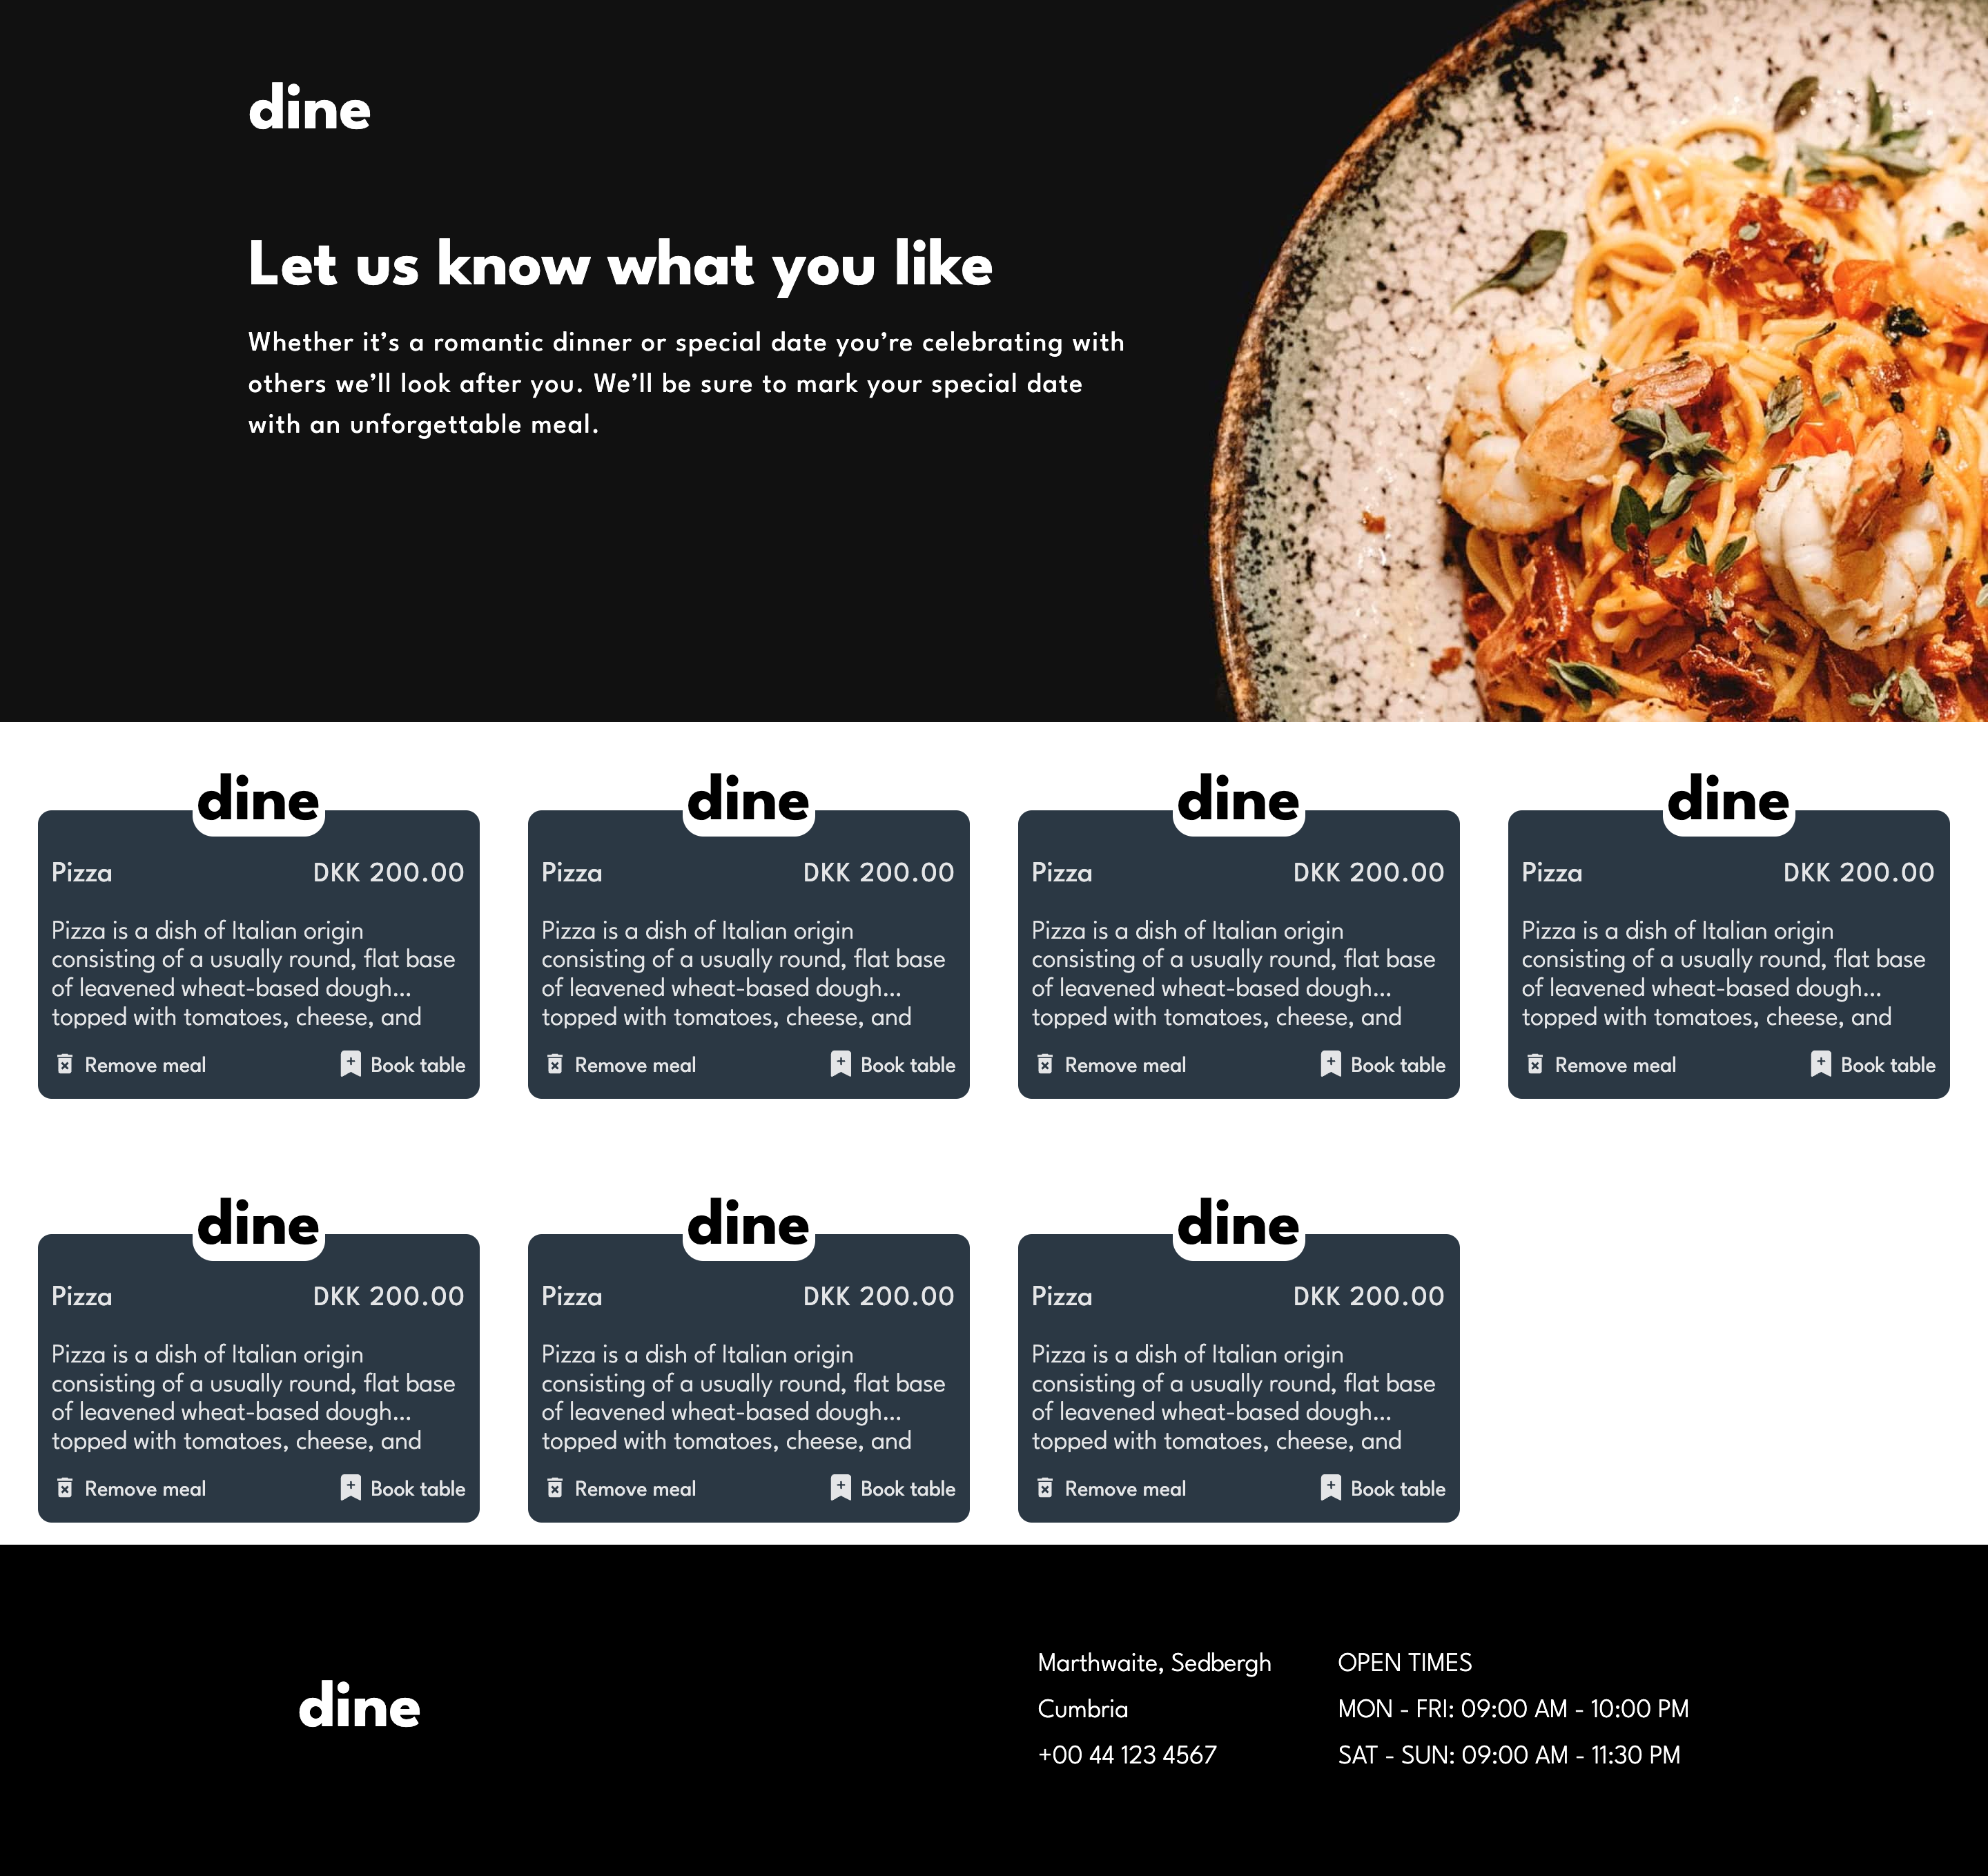 dine
Let us know what you like
Whether it’s a romantic dinner or special date you’re celebrating with
others we’ll look after you. We’ll be sure to mark your special date
with an unforgettable meal.
dine
Pizza DKK 200.00
Pizza is a dish of Italian origin
consisting of a usually round, flat base
of leavened wheat-based dough...
topped with tomatoes, cheese, and
Remove meal Book table
dine
Pizza DKK 200.00
Pizza is a dish of Italian origin
consisting of a usually round, flat base
of leavened wheat-based dough...
topped with tomatoes, cheese, and
Remove meal Book table
dine
Pizza DKK 200.00
Pizza is a dish of Italian origin
consisting of a usually round, flat base
of leavened wheat-based dough...
topped with tomatoes, cheese, and
Remove meal Book table
dine
Pizza DKK 200.00
Pizza is a dish of Italian origin
consisting of a usually round, flat base
of leavened wheat-based dough...
topped with tomatoes, cheese, and
Remove meal Book table
dine
Pizza DKK 200.00
Pizza is a dish of Italian origin
consisting of a usually round, flat base
of leavened wheat-based dough...
topped with tomatoes, cheese, and
Remove meal Book table
dine
Pizza DKK 200.00
Pizza is a dish of Italian origin
consisting of a usually round, flat base
of leavened wheat-based dough...
topped with tomatoes, cheese, and
Remove meal Book table
dine
Pizza DKK 200.00
Pizza is a dish of Italian origin
consisting of a usually round, flat base
of leavened wheat-based dough...
topped with tomatoes, cheese, and
Remove meal Book table
dine
Marthwaite, Sedbergh
Cumbria
+00 44 123 4567
OPEN TIMES
MON - FRI: 09:00 AM - 10:00 PM
SAT - SUN: 09:00 AM - 11:30 PM